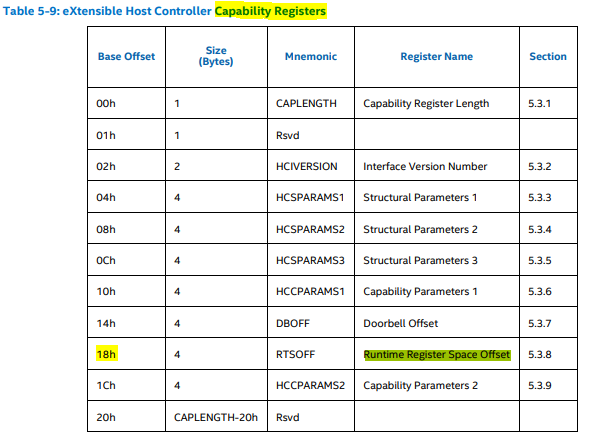 Table 5-9: eXtensible Host Controller Capability Registers
Base Offset Size (Bytes) Mnemonic Register Name Section
00h 1 CAPLENGTH Capability Register Length 5.3.1
01h 1 Rsvd
02h 2 HCIVERSION Interface Version Number 5.3.2
04h 4 HCSPARAMS1 Structural Parameters 1 5.3.3
08h 4 HCSPARAMS2 Structural Parameters 2 5.3.4
0Ch 4 HCSPARAMS3 Structural Parameters 3 5.3.5
10h 4 HCCPARAMS1 Capability Parameters 1 5.3.6
14h 4 DBOFF Doorbell Offset 5.3.7
18h 4 RTSOFF Runtime Register Space Offset 5.3.8
1Ch 4 HCCPARAMS2 Capability Parameters 2 5.3.9
20h CAPLENGTH-20h Rsvd